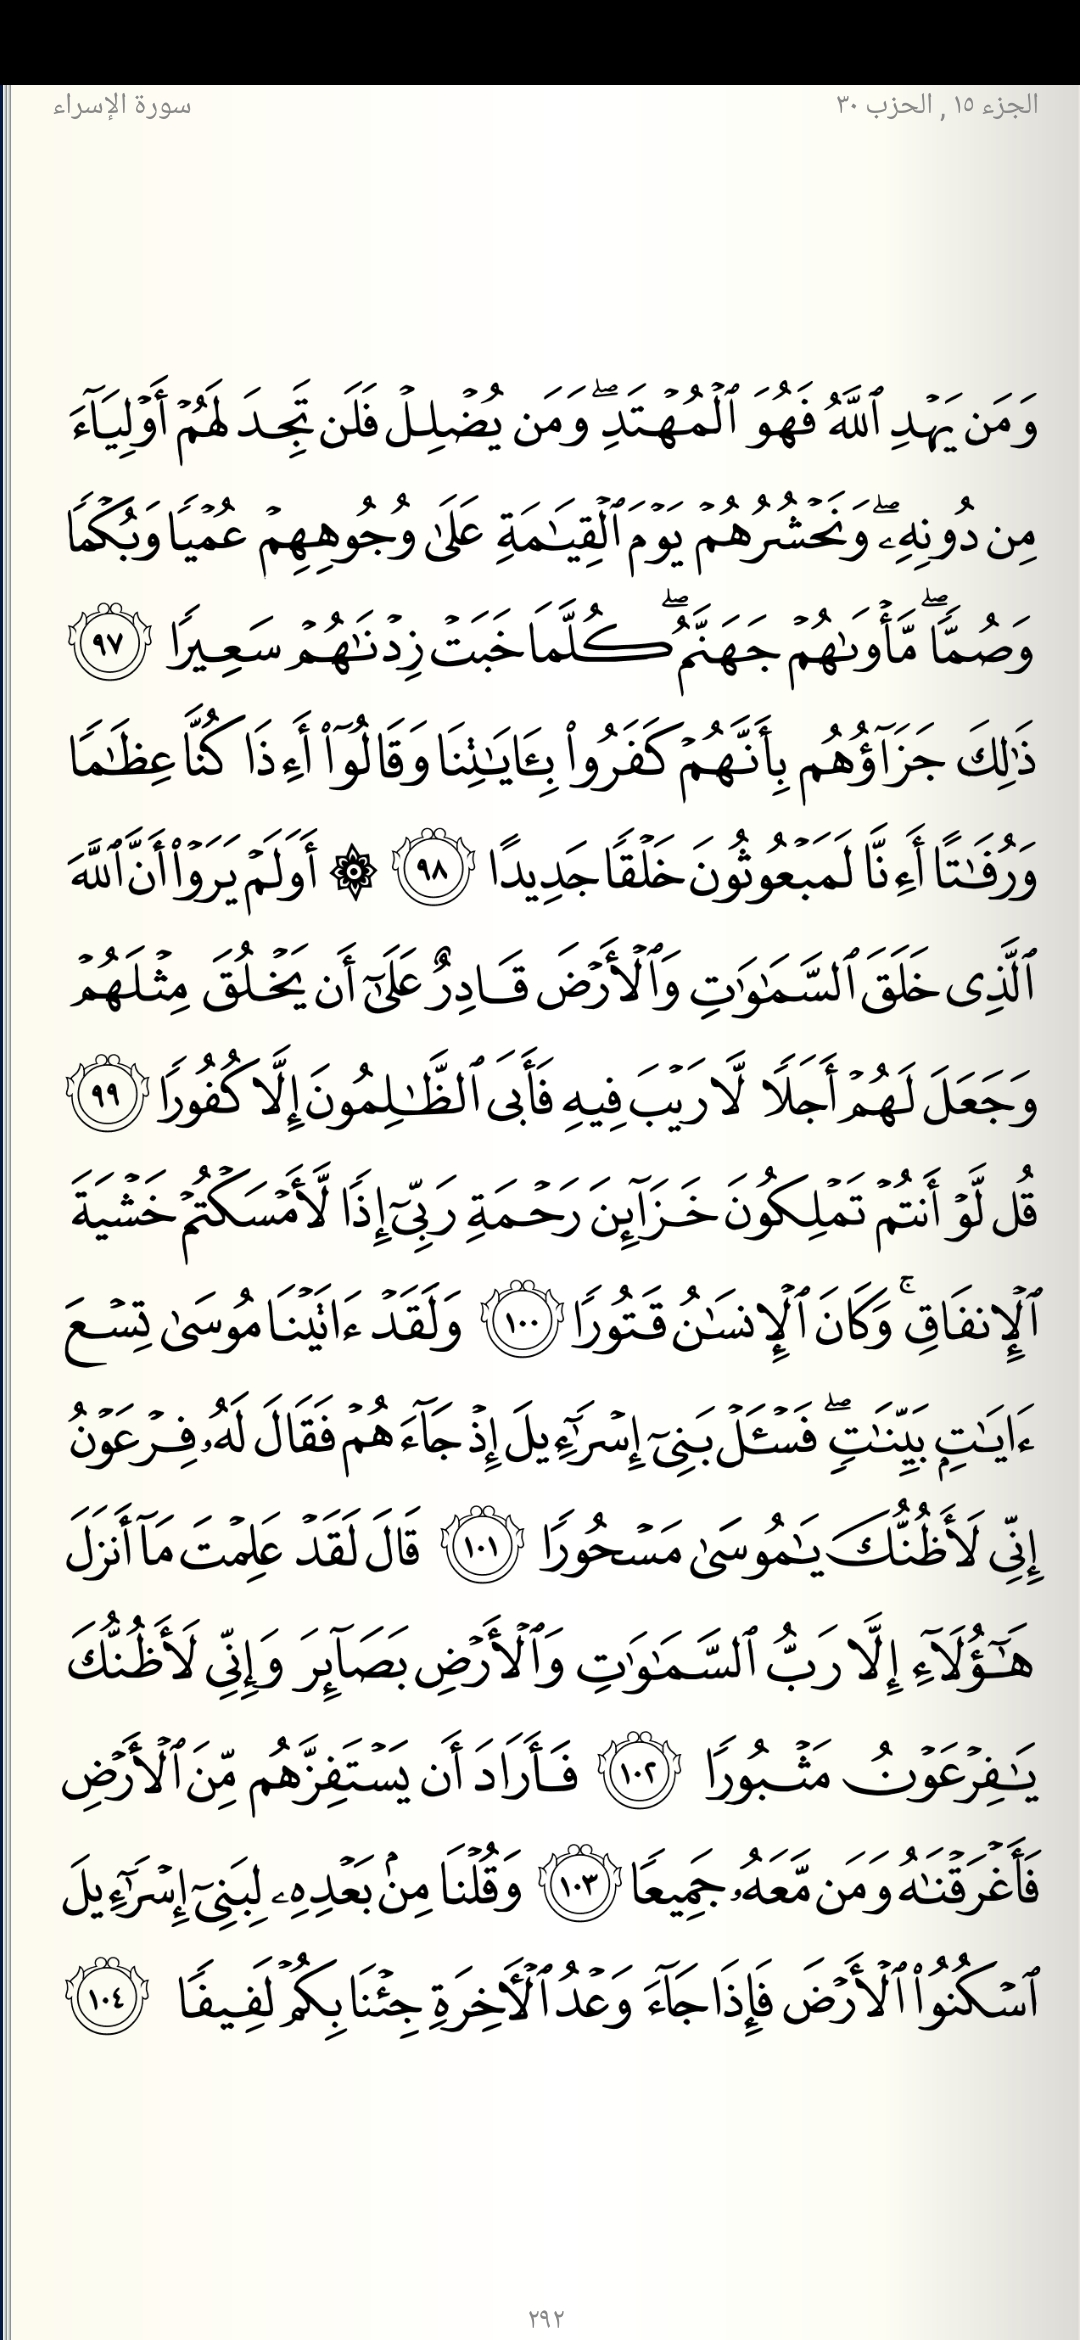 الجزء ١٥ , الحزب ٣٠
سورة الإسراء
وَمَن يَهْدِ ٱللَّهُ فَهُوَ ٱلْمُهْتَدِ ۖ وَمَن يُضْلِلْ فَلَن تَجِدَ لَهُمْ أَوْلِيَآءَ
مِن دُونِهِۦ ۖ وَنَحْشُرُهُمْ يَوْمَ ٱلْقِيَـٰمَةِ عَلَىٰ وُجُوهِهِمْ عُمْيًا وَبُكْمًا
وَصُمًّا ۖ مَّأْوَىٰهُمْ جَهَنَّمُ ۖ كُلَّمَا خَبَتْ زِدْنَـٰهُمْ سَعِيرًا ٩٧
ذَٰلِكَ جَزَآؤُهُم بِأَنَّهُمْ كَفَرُوا۟ بِـَٔايَـٰتِنَا وَقَالُوٓا۟ أَءِذَا كُنَّا عِظَـٰمًا
وَرُفَـٰتًا أَءِنَّا لَمَبْعُوثُونَ خَلْقًا جَدِيدًا ٩٨ ۞ أَوَلَمْ يَرَوْا۟ أَنَّ ٱللَّهَ
ٱلَّذِى خَلَقَ ٱلسَّمَـٰوَٰتِ وَٱلْأَرْضَ قَادِرٌ عَلَىٰٓ أَن يَخْلُقَ مِثْلَهُمْ
وَجَعَلَ لَهُمْ أَجَلًا لَّا رَيْبَ فِيهِ فَأَبَى ٱلظَّـٰلِمُونَ إِلَّا كُفُورًا ٩٩
قُل لَّوْ أَنتُمْ تَمْلِكُونَ خَزَآئِنَ رَحْمَةِ رَبِّىٓ إِذًا لَّأَمْسَكْتُمْ خَشْيَةَ
ٱلْإِنفَاقِ ۚ وَكَانَ ٱلْإِنسَـٰنُ قَتُورًا ١٠٠ وَلَقَدْ ءَاتَيْنَا مُوسَىٰ تِسْعَ
ءَايَـٰتٍۭ بَيِّنَـٰتٍ ۖ فَسْـَٔلْ بَنِىٓ إِسْرَٰٓءِيلَ إِذْ جَآءَهُمْ فَقَالَ لَهُۥ فِرْعَوْنُ
إِنِّى لَأَظُنُّكَ يَـٰمُوسَىٰ مَسْحُورًا ١٠١ قَالَ لَقَدْ عَلِمْتَ مَآ أَنزَلَ
هَـٰٓؤُلَآءِ إِلَّا رَبُّ ٱلسَّمَـٰوَٰتِ وَٱلْأَرْضِ بَصَآئِرَ وَإِنِّى لَأَظُنُّكَ
يَـٰفِرْعَوْنُ مَثْبُورًا ١٠٢ فَأَرَادَ أَن يَسْتَفِزَّهُم مِّنَ ٱلْأَرْضِ
فَأَغْرَقْنَـٰهُ وَمَن مَّعَهُۥ جَمِيعًا ١٠٣ وَقُلْنَا مِنۢ بَعْدِهِۦ لِبَنِىٓ إِسْرَٰٓءِيلَ
ٱسْكُنُوا۟ ٱلْأَرْضَ فَإِذَا جَآءَ وَعْدُ ٱلْـَٔاخِرَةِ جِئْنَا بِكُمْ لَفِيفًا ١٠٤
٢٩٢